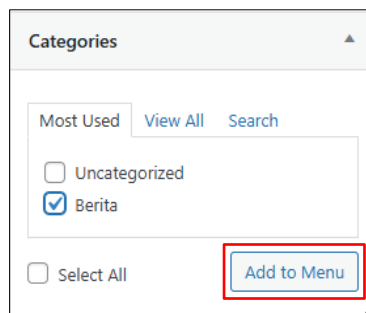 Categories
Most Used View All Search
Uncategorized
Berita
Select All Add to Menu